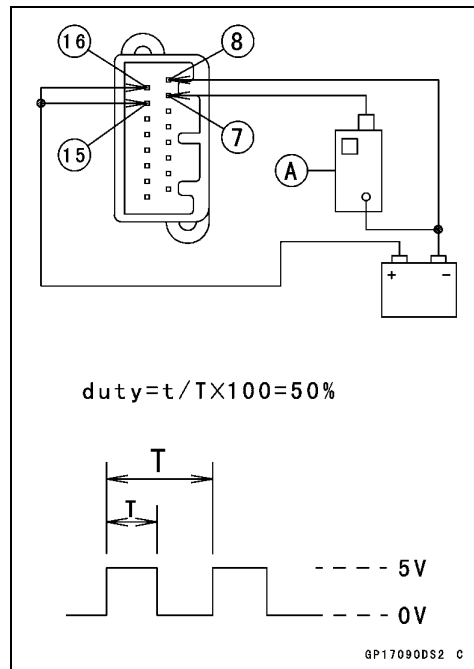 16
8
15
7
A
+ -
duty=t/T×100=50%
T
T
5V
0V
GP17090DS2 C